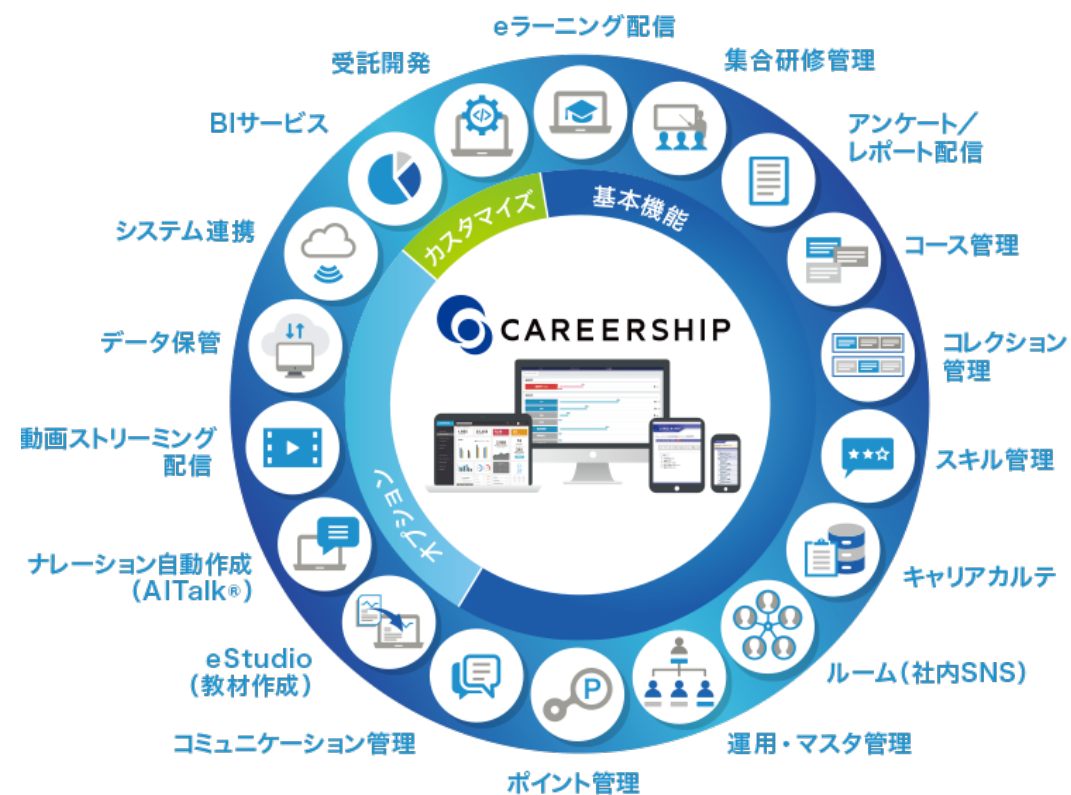 eラーニング配信
集合研修管理
アンケート／
レポート配信
コース管理
コレクション
管理
スキル管理
キャリアカルテ
ルーム（社内SNS）
運用・マスタ管理
ポイント管理
コミュニケーション管理
eStudio
（教材作成）
ナレーション自動作成
（AITalk®）
動画ストリーミング
配信
データ保管
システム連携
BIサービス
受託開発
基本機能
カスタマイズ
オプション
CAREERSHIP
P